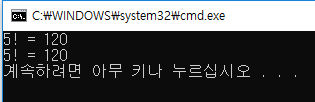 C:\WINDOWS\system32\cmd.exe
5! = 120
5! = 120
계속하려면 아무 키나 누르십시오 . . .